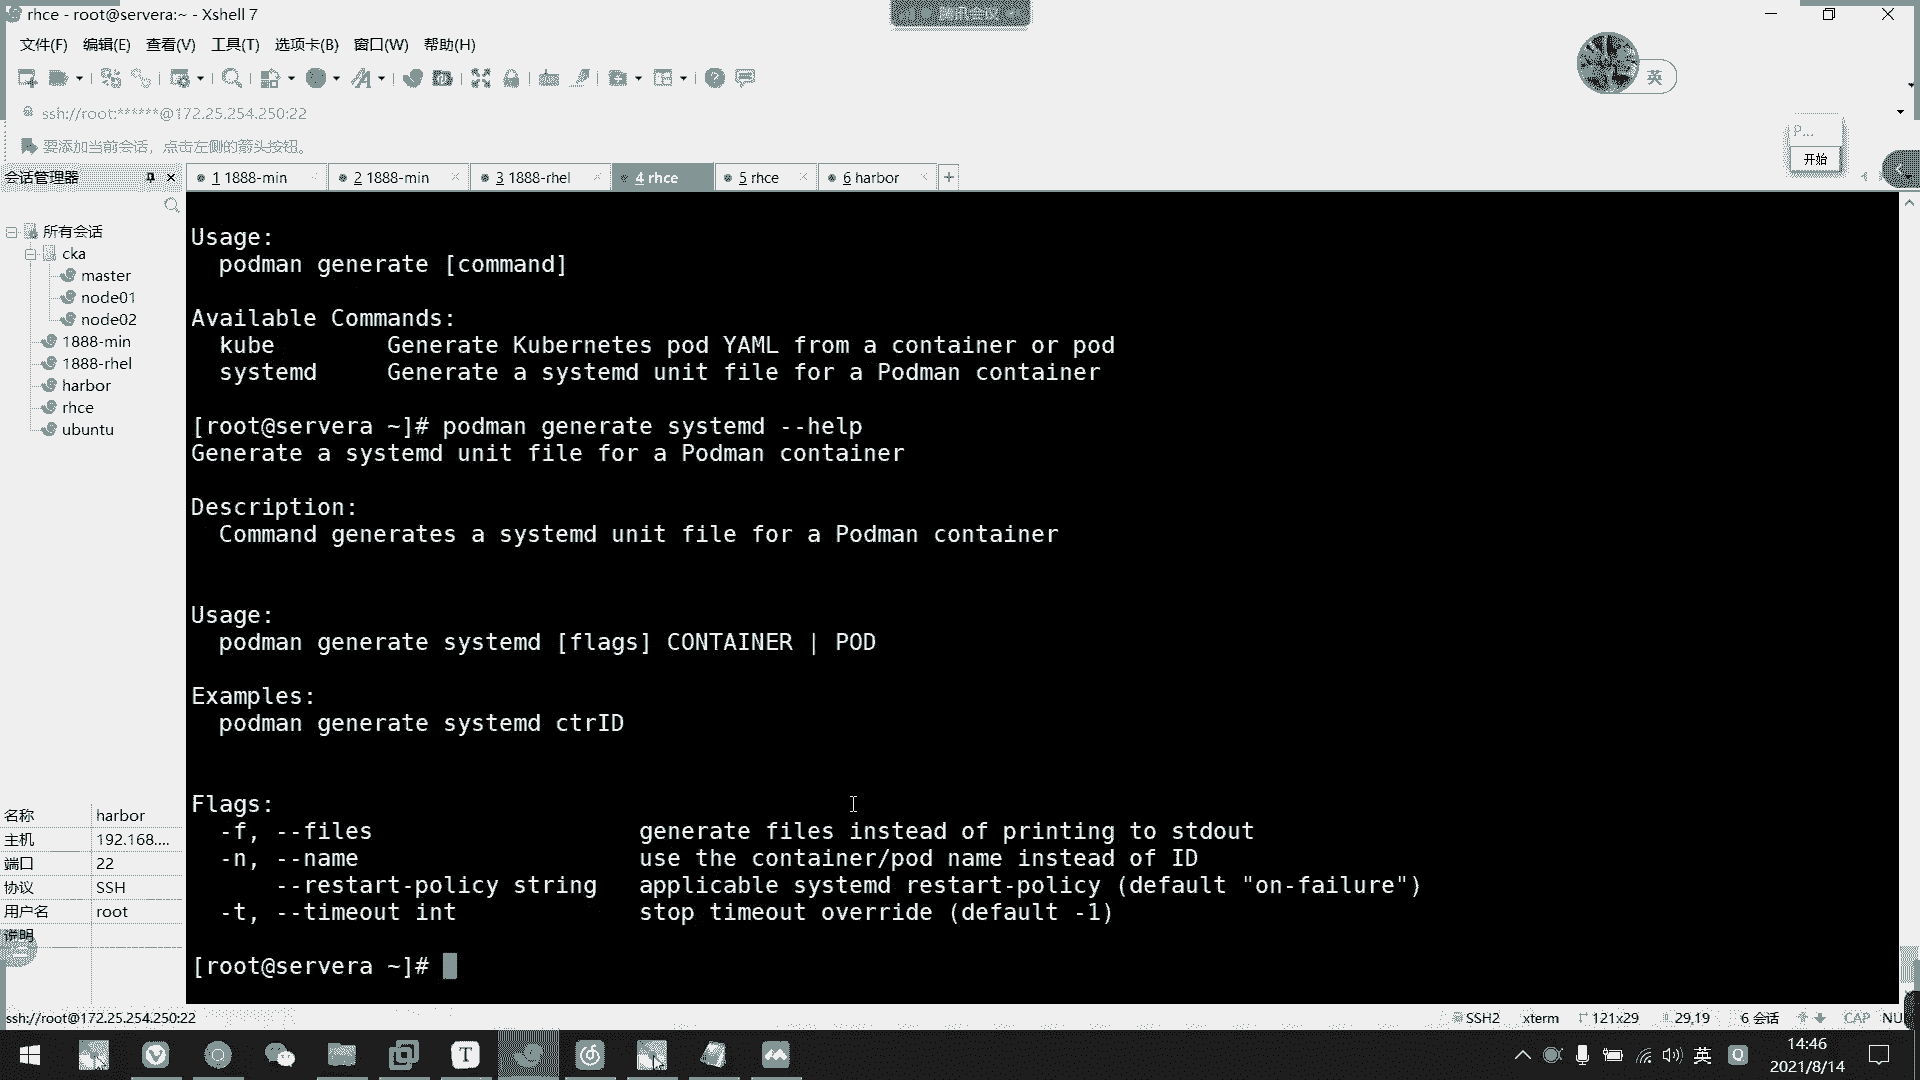 rhce - root@servera:~ - Xshell 7
腾讯会议
文件(F) 编辑(E) 查看(V) 工具(T) 选项卡(B) 窗口(W) 帮助(H)
英
ssh://root:******@172.25.254.250:22
要添加当前会话，点击左侧的箭头按钮。
P...
开始
会话管理器
1 1888-min
2 1888-min
3 1888-rhel
4 rhce
5 rhce
6 harbor
所有会话
cka
master
node01
node02
1888-min
1888-rhel
harbor
rhce
ubuntu
名称 harbor
主机 192.168....
端口 22
协议 SSH
用户名 root
说明
Usage:
  podman generate [command]
Available Commands:
  kube        Generate Kubernetes pod YAML from a container or pod
  systemd     Generate a systemd unit file for a Podman container
[root@servera ~]# podman generate systemd --help
Generate a systemd unit file for a Podman container
Description:
  Command generates a systemd unit file for a Podman container
Usage:
  podman generate systemd [flags] CONTAINER | POD
Examples:
  podman generate systemd ctrID
Flags:
  -f, --files                   generate files instead of printing to stdout
  -n, --name                    use the container/pod name instead of ID
      --restart-policy string   applicable systemd restart-policy (default "on-failure")
  -t, --timeout int             stop timeout override (default -1)
[root@servera ~]#
ssh://root@172.25.254.250:22
SSH2 xterm 121x29 29,19 6 会话 CAP NU
英
14:46
2021/8/14